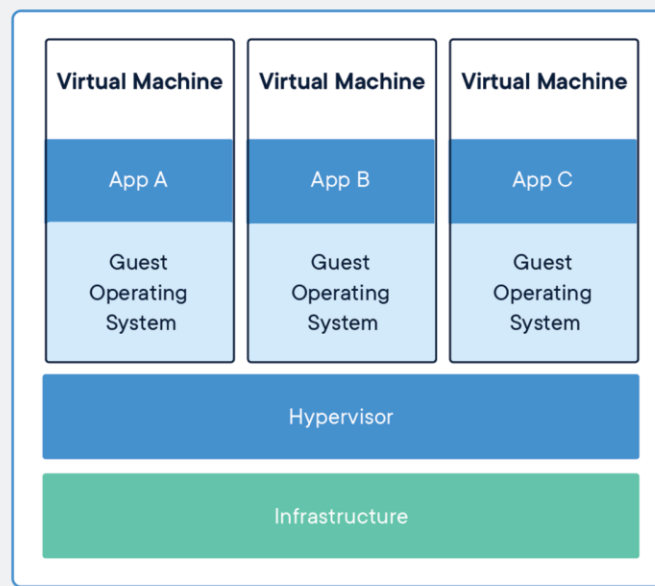 Virtual Machine
Virtual Machine
Virtual Machine
App A
App B
App C
Guest
Operating
System
Guest
Operating
System
Guest
Operating
System
Hypervisor
Infrastructure